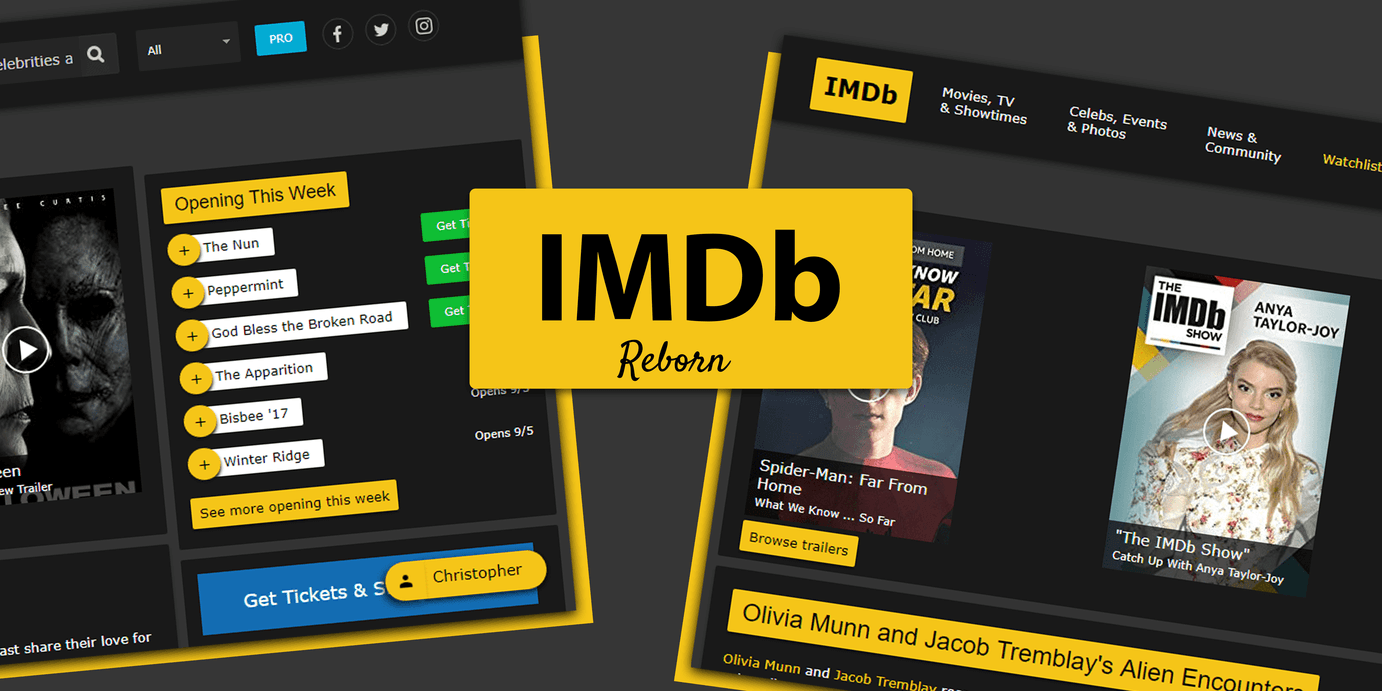 elebrities a
All
PRO
EE CURTIS
een
ew Trailer
LOWEEN
ast share their love for
Opening This Week
+ The Nun
Get Ti
+ Peppermint
Get T
+ God Bless the Broken Road
Get
+ The Apparition
+ Bisbee '17
Opens 9/5
+ Winter Ridge
Opens 9/5
See more opening this week
Get Tickets & S
Christopher
IMDb
Reborn
IMDb
Movies, TV
& Showtimes
Celebs, Events
& Photos
News &
Community
Watchlist
OM HOME
KNOW
AR
CLUB
Spider-Man: Far From
Home
What We Know ... So Far
Browse trailers
THE
IMDb
SHOW
ANYA
TAYLOR-JOY
"The IMDb Show"
Catch Up With Anya Taylor-Joy
Olivia Munn and Jacob Tremblay's Alien Encounters
Olivia Munn and Jacob Tremblay